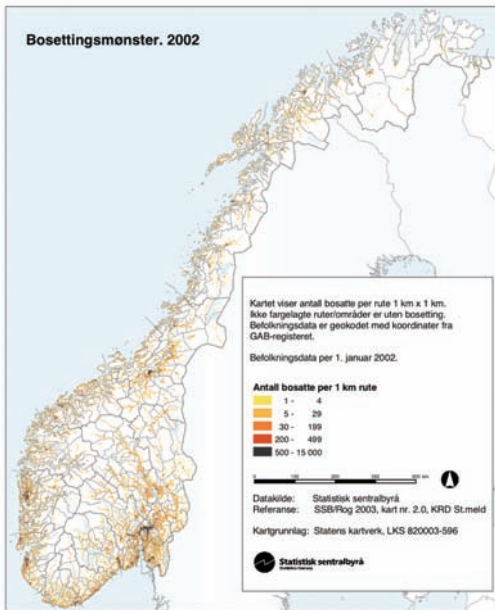 Bosettingsmønster. 2002
Kartet viser antall bosatte per rute 1 km x 1 km.
Ikke fargelagte ruter/områder er uten bosetting.
Befolkningsdata er geokodet med koordinater fra
GAB-registeret.
Befolkningsdata per 1. januar 2002.
Antall bosatte per 1 km rute
1 - 4
5 - 29
30 - 199
200 - 499
500 - 15 000
Datakilde: Statistisk sentralbyrå
Referanse: SSB/Rog 2003, kart nr. 2.0, KRD St.meld
Kartgrunnlag: Statens kartverk, LKS 820003-596
Statistisk sentralbyrå